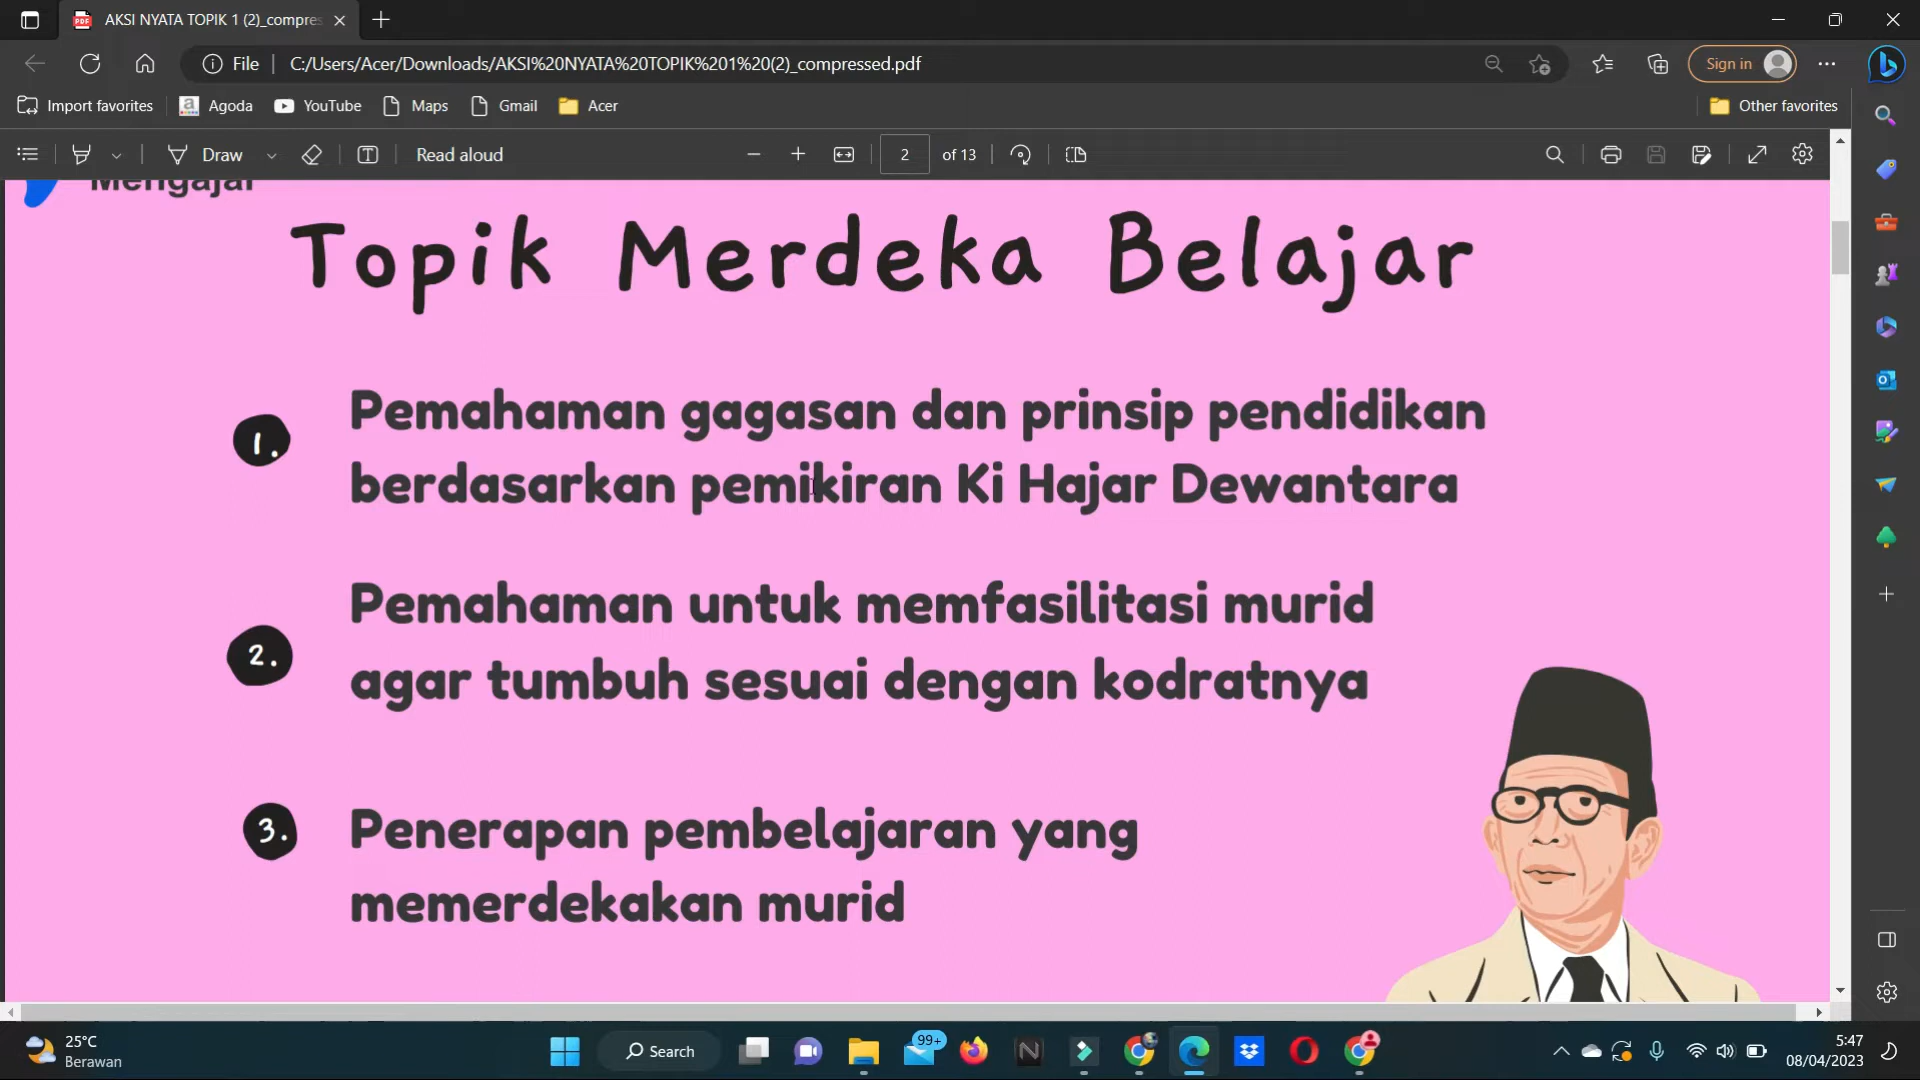 AKSI NYATA TOPIK 1 (2)_compres
File
C:/Users/Acer/Downloads/AKSI%20NYATA%20TOPIK%201%20(2)_compressed.pdf
Sign in
Import favorites
Agoda
YouTube
Maps
Gmail
Acer
Other favorites
Draw
Read aloud
2
of 13
Mengajar
Topik Merdeka Belajar
1.
Pemahaman gagasan dan prinsip pendidikan
berdasarkan pemikiran Ki Hajar Dewantara
2.
Pemahaman untuk memfasilitasi murid
agar tumbuh sesuai dengan kodratnya
3.
Penerapan pembelajaran yang
memerdekakan murid
25°C
Berawan
Search
99+
5:47
08/04/2023